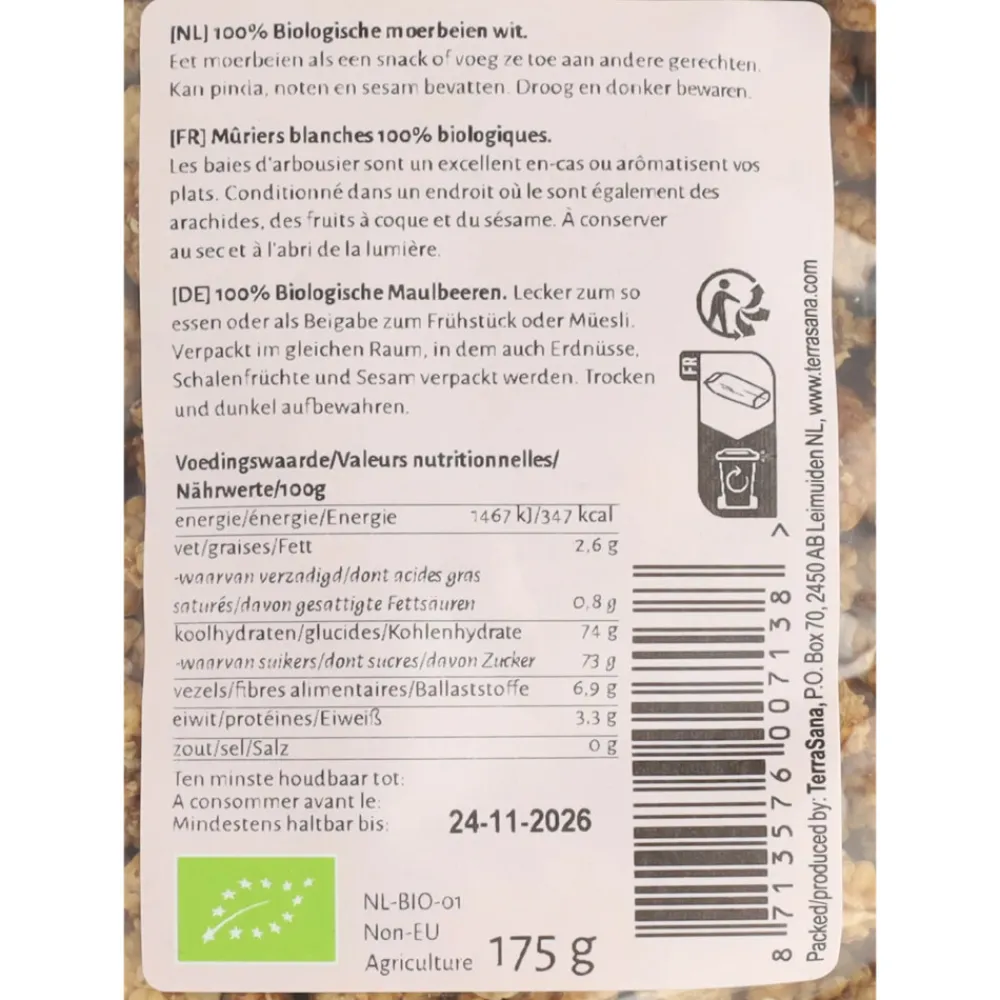 [NL] 100% Biologische moerbeien wit.
Eet moerbeien als een snack of voeg ze toe aan andere gerechten.
Kan pinda, noten en sesam bevatten. Droog en donker bewaren.
[FR] Mûriers blanches 100% biologiques.
Les baies d'arbousier sont un excellent en-cas ou arômatisent vos
plats. Conditionné dans un endroit où le sont également des
arachides, des fruits à coque et du sésame. À conserver
au sec et à l'abri de la lumière.
[DE] 100% Biologische Maulbeeren. Lecker zum so
essen oder als Beigabe zum Frühstück oder Müesli.
Verpackt im gleichen Raum, in dem auch Erdnüsse,
Schalenfrüchte und Sesam verpackt werden. Trocken
und dunkel aufbewahren.
FR
Voedingswaarde/Valeurs nutritionnelles/
Nährwerte/100g
energie/énergie/Energie 1467 kJ/347 kcal
vet/graises/Fett 2,6 g
-waarvan verzadigd/dont acides gras
saturés/davon gesattigte Fettsäuren 0,8 g
koolhydraten/glucides/Kohlenhydrate 74 g
-waarvan suikers/dont sucres/davon Zucker 73 g
vezels/fibres alimentaires/Ballaststoffe 6,9 g
eiwit/protéines/Eiweiß 3.3 g
zout/sel/Salz 0 g
Ten minste houdbaar tot:
A consommer avant le:
Mindestens haltbar bis: 24-11-2026
NL-BIO-01
Non-EU
Agriculture 175 g
8 713576 007138 >
Packed/produced by: TerraSana, P.O. Box 70, 2450 AB Leimuiden NL, www.terrasana.com